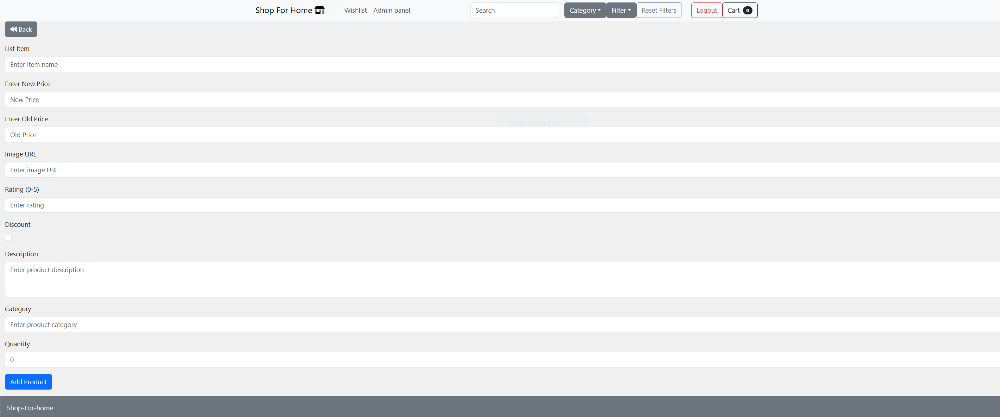 Shop For Home Wishlist Admin panel Search Category Filter Reset Filters Logout Cart 0
Back
List Item
Enter item name
Enter New Price
New Price
Enter Old Price
Full-screen Snip
Old Price
Image URL
Enter image URL
Rating (0-5)
Enter rating
Discount
Description
Enter product description
Category
Enter product category
Quantity
0
Add Product
Shop-For-home